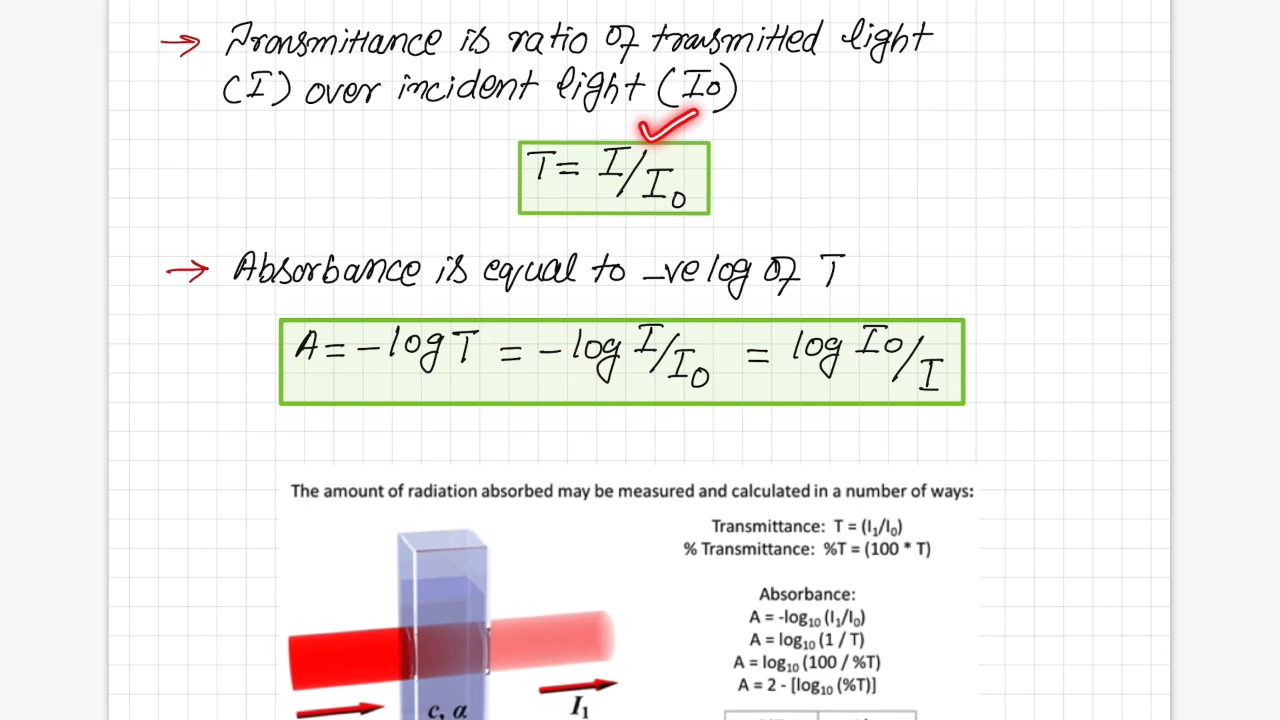 → Transmittance is ratio of transmitted light
(I) over incident light (I₀)
T = I/I₀
→ Absorbance is equal to -ve log of T
A = -log T = -log I/I₀ = log I₀/I
The amount of radiation absorbed may be measured and calculated in a number of ways:
Transmittance: T = (I₁/I₀)
% Transmittance: %T = (100 * T)
Absorbance:
A = -log₁₀ (I₁/I₀)
A = log₁₀ (1 / T)
A = log₁₀ (100 / %T)
A = 2 - [log₁₀ (%T)]
c, α
I₁